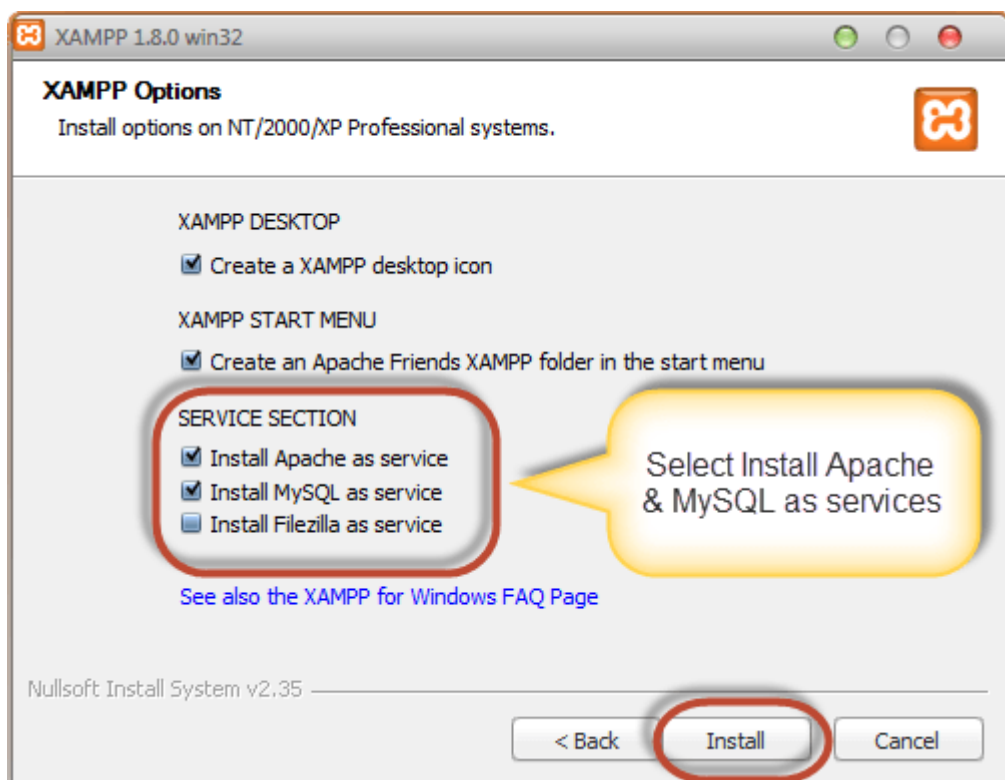 XAMPP 1.8.0 win32
XAMPP Options
Install options on NT/2000/XP Professional systems.
XAMPP DESKTOP
Create a XAMPP desktop icon
XAMPP START MENU
Create an Apache Friends XAMPP folder in the start menu
SERVICE SECTION
Install Apache as service
Install MySQL as service
Install Filezilla as service
Select Install Apache
& MySQL as services
See also the XAMPP for Windows FAQ Page
Nullsoft Install System v2.35
< Back
Install
Cancel